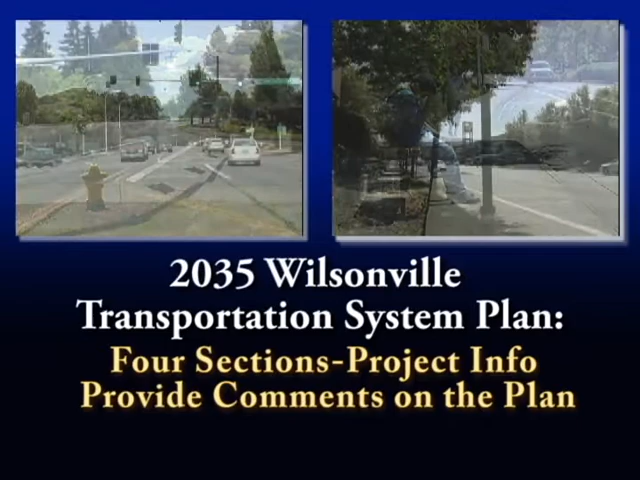 2035 Wilsonville
Transportation System Plan:
Four Sections-Project Info
Provide Comments on the Plan